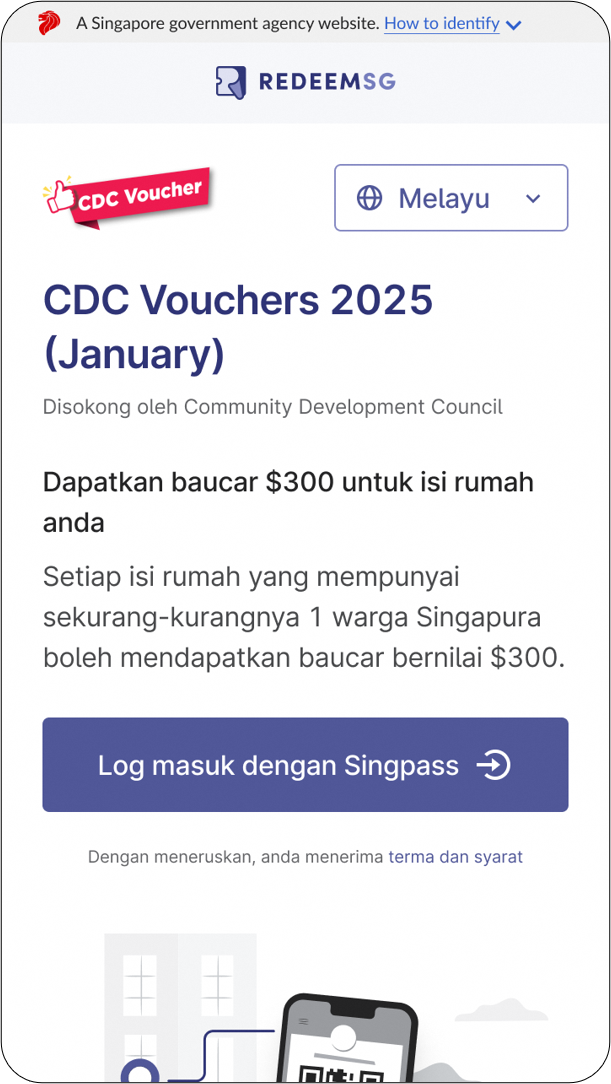 A Singapore government agency website. How to identify
REDEEMSG
CDC Voucher
Melayu
CDC Vouchers 2025
(January)
Disokong oleh Community Development Council
Dapatkan baucar $300 untuk isi rumah
anda
Setiap isi rumah yang mempunyai
sekurang-kurangnya 1 warga Singapura
boleh mendapatkan baucar bernilai $300.
Log masuk dengan Singpass
Dengan meneruskan, anda menerima terma dan syarat